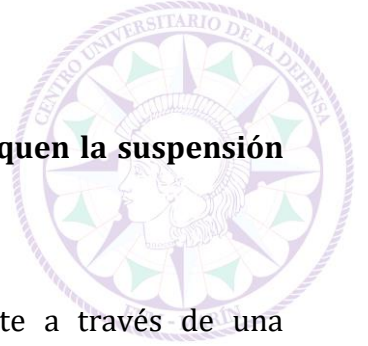 CENTRO UNIVERSITARIO DE LA DEFENSA
quen la suspensión
te a través de una